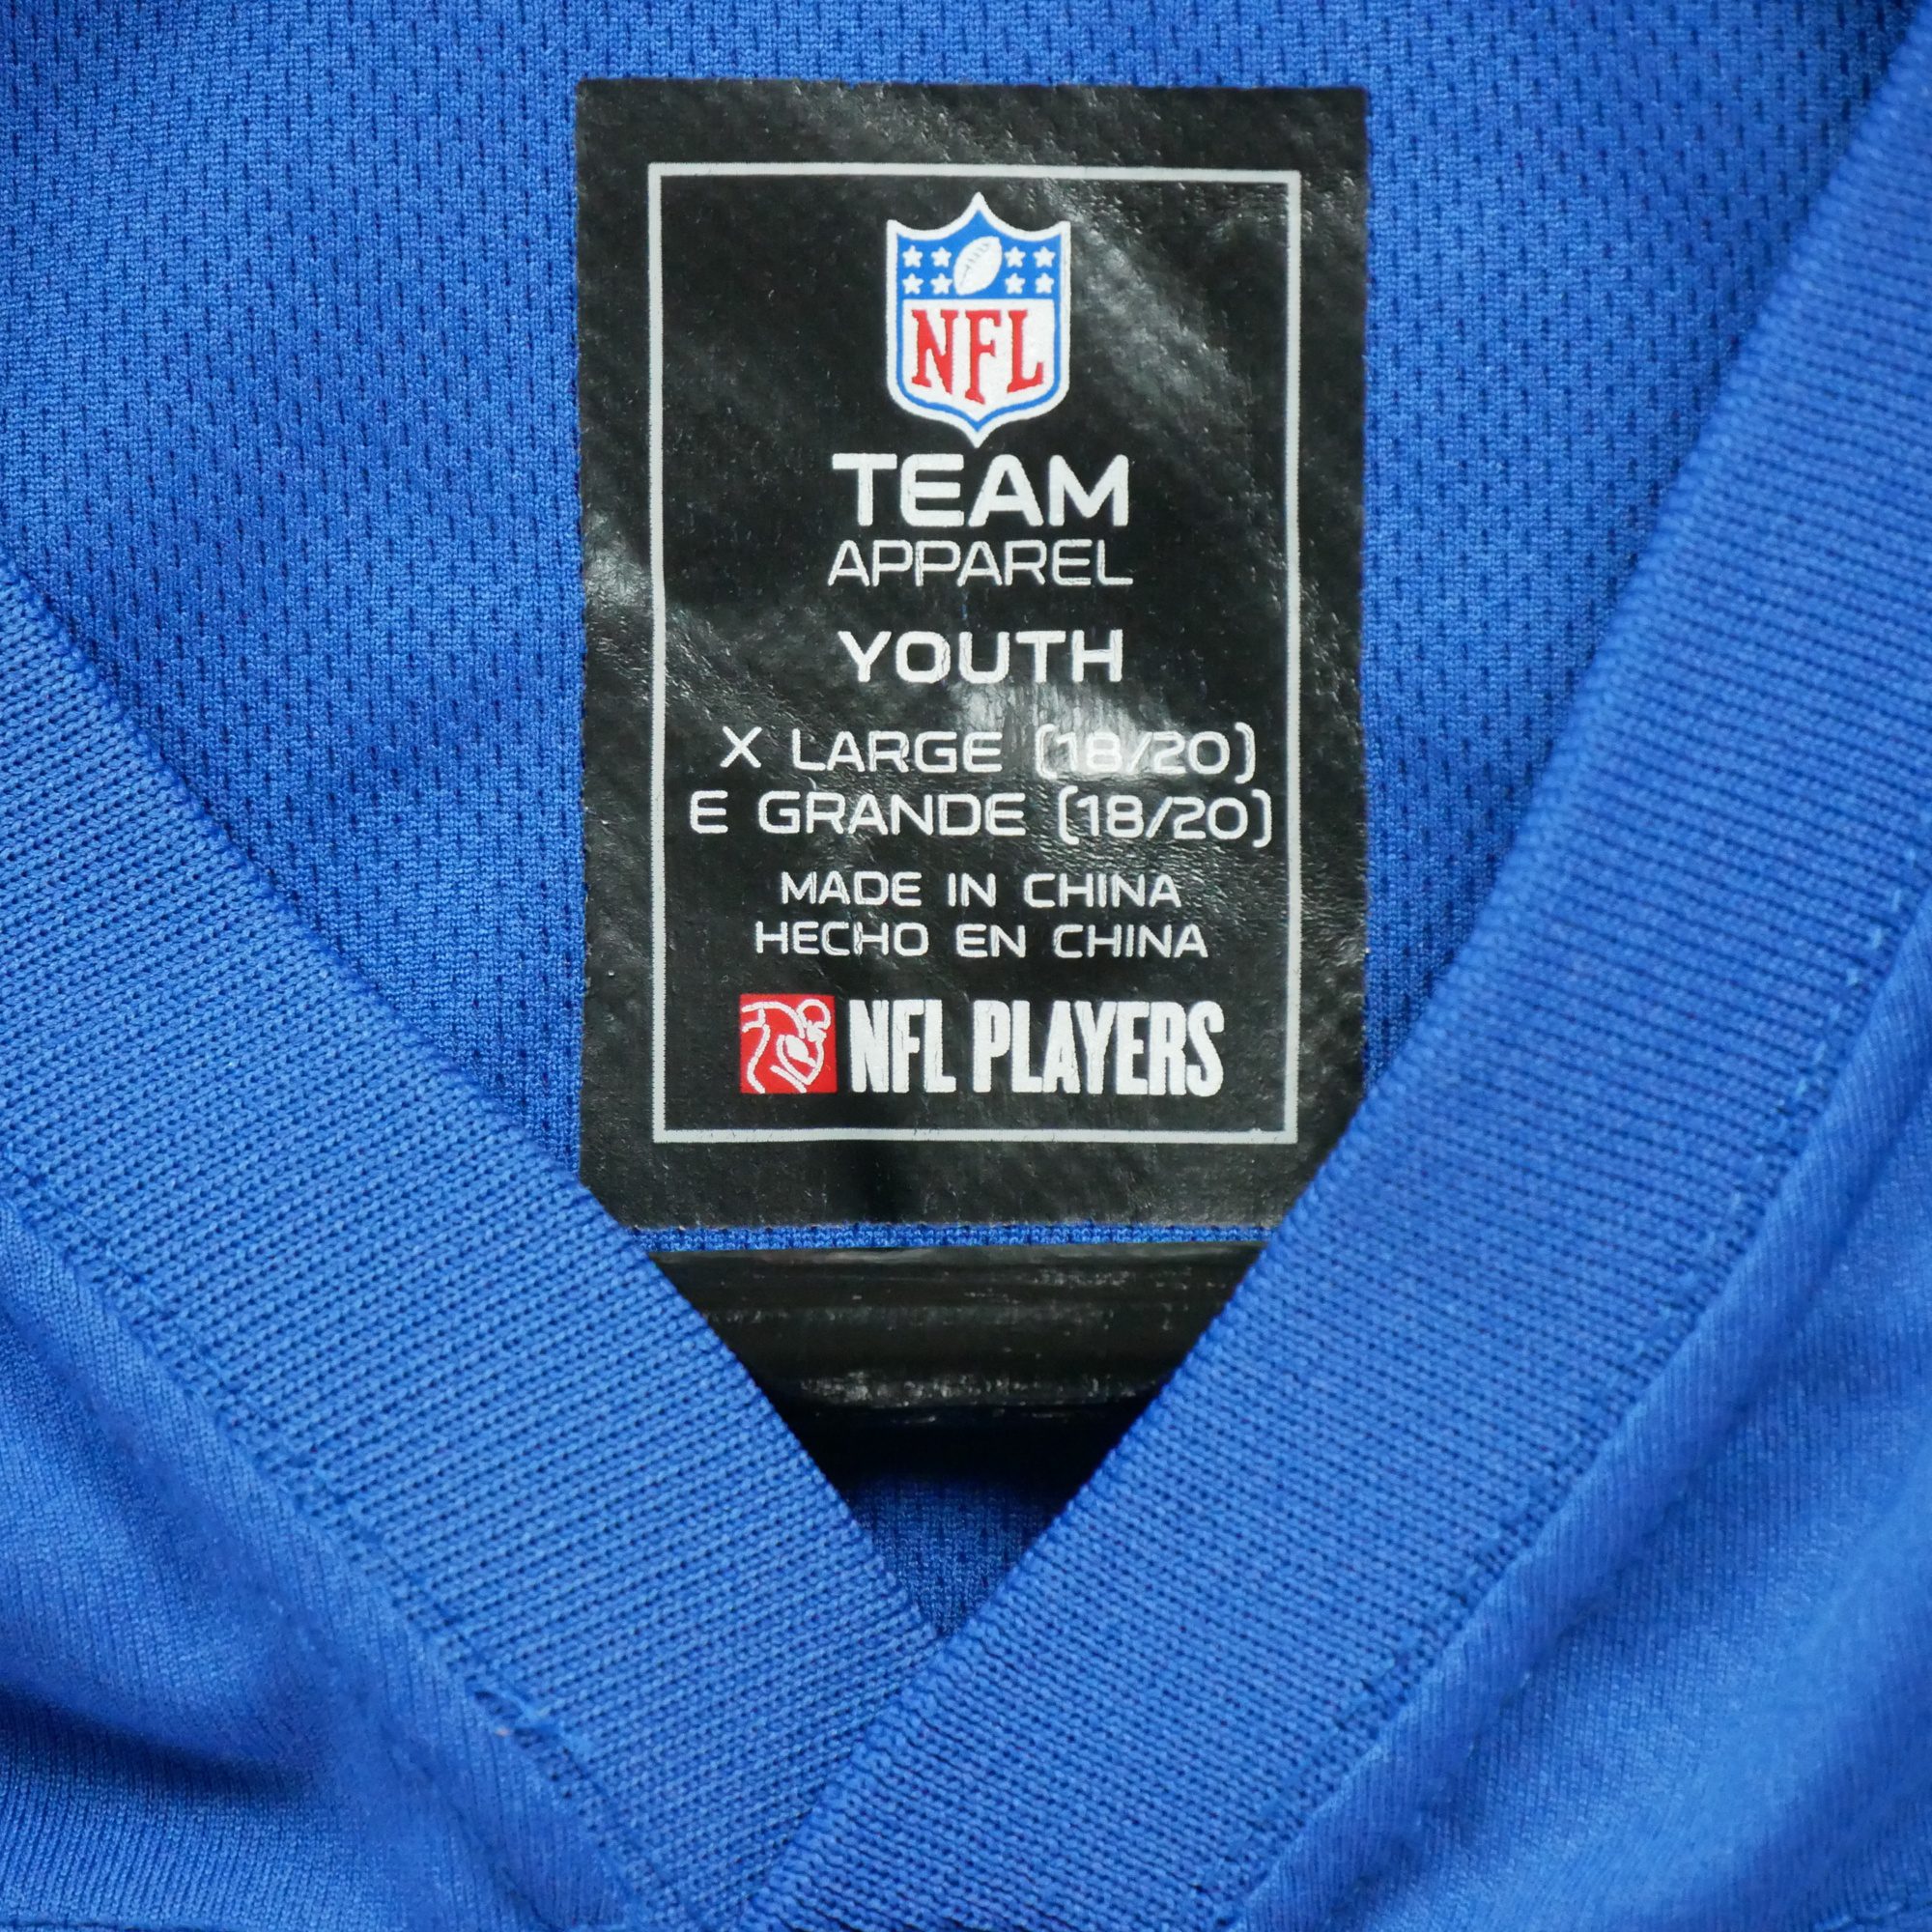 NFL
TEAM
APPAREL
YOUTH
X LARGE (18/20)
E GRANDE (18/20)
MADE IN CHINA
HECHO EN CHINA
NFL PLAYERS